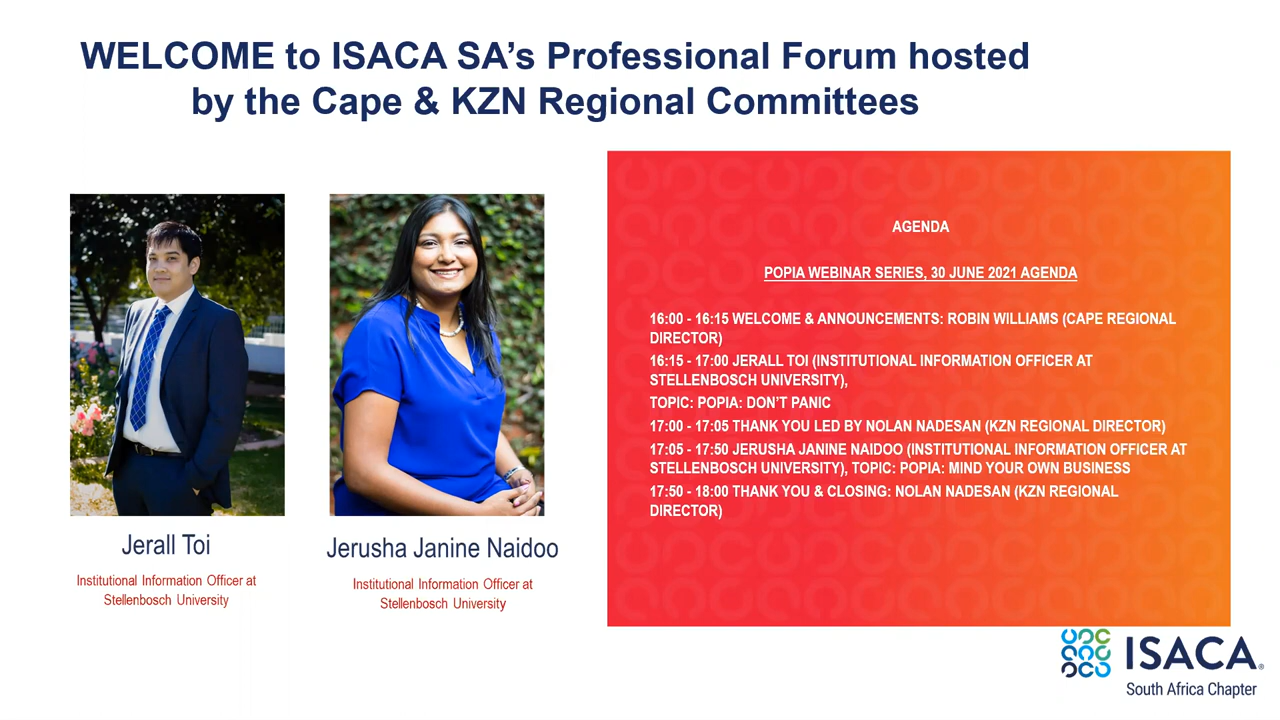 WELCOME to ISACA SA’s Professional Forum hosted
by the Cape & KZN Regional Committees
Jerall Toi
Institutional Information Officer at
Stellenbosch University
Jerusha Janine Naidoo
Institutional Information Officer at
Stellenbosch University
AGENDA
POPIA WEBINAR SERIES, 30 JUNE 2021 AGENDA
16:00 - 16:15 WELCOME & ANNOUNCEMENTS: ROBIN WILLIAMS (CAPE REGIONAL
DIRECTOR)
16:15 - 17:00 JERALL TOI (INSTITUTIONAL INFORMATION OFFICER AT
STELLENBOSCH UNIVERSITY),
TOPIC: POPIA: DON’T PANIC
17:00 - 17:05 THANK YOU LED BY NOLAN NADESAN (KZN REGIONAL DIRECTOR)
17:05 - 17:50 JERUSHA JANINE NAIDOO (INSTITUTIONAL INFORMATION OFFICER AT
STELLENBOSCH UNIVERSITY), TOPIC: POPIA: MIND YOUR OWN BUSINESS
17:50 - 18:00 THANK YOU & CLOSING: NOLAN NADESAN (KZN REGIONAL
DIRECTOR)
ISACA®
South Africa Chapter